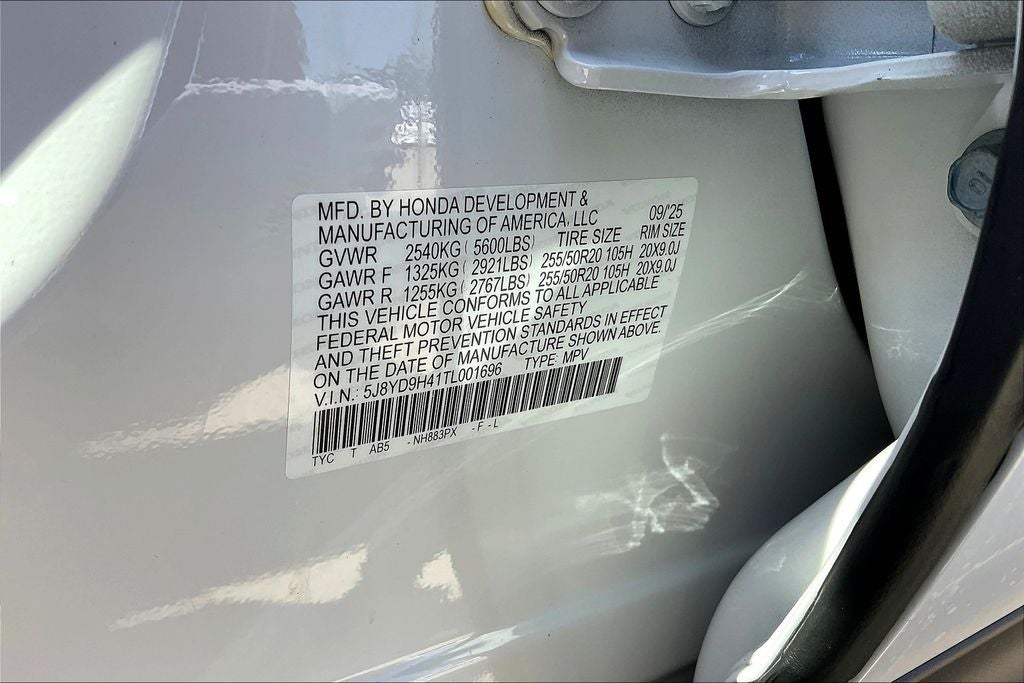 MFD. BY HONDA DEVELOPMENT &
MANUFACTURING OF AMERICA, LLC 09/'25
GVWR 2540KG ( 5600LBS) TIRE SIZE RIM SIZE
GAWR F 1325KG ( 2921LBS) 255/50R20 105H 20X9.0J
GAWR R 1255KG ( 2767LBS) 255/50R20 105H 20X9.0J
THIS VEHICLE CONFORMS TO ALL APPLICABLE
FEDERAL MOTOR VEHICLE SAFETY
AND THEFT PREVENTION STANDARDS IN EFFECT
ON THE DATE OF MANUFACTURE SHOWN ABOVE.
V.I.N.: 5J8YD9H41TL001696 TYPE: MPV
TYC T AB5 -NH883PX -F-L